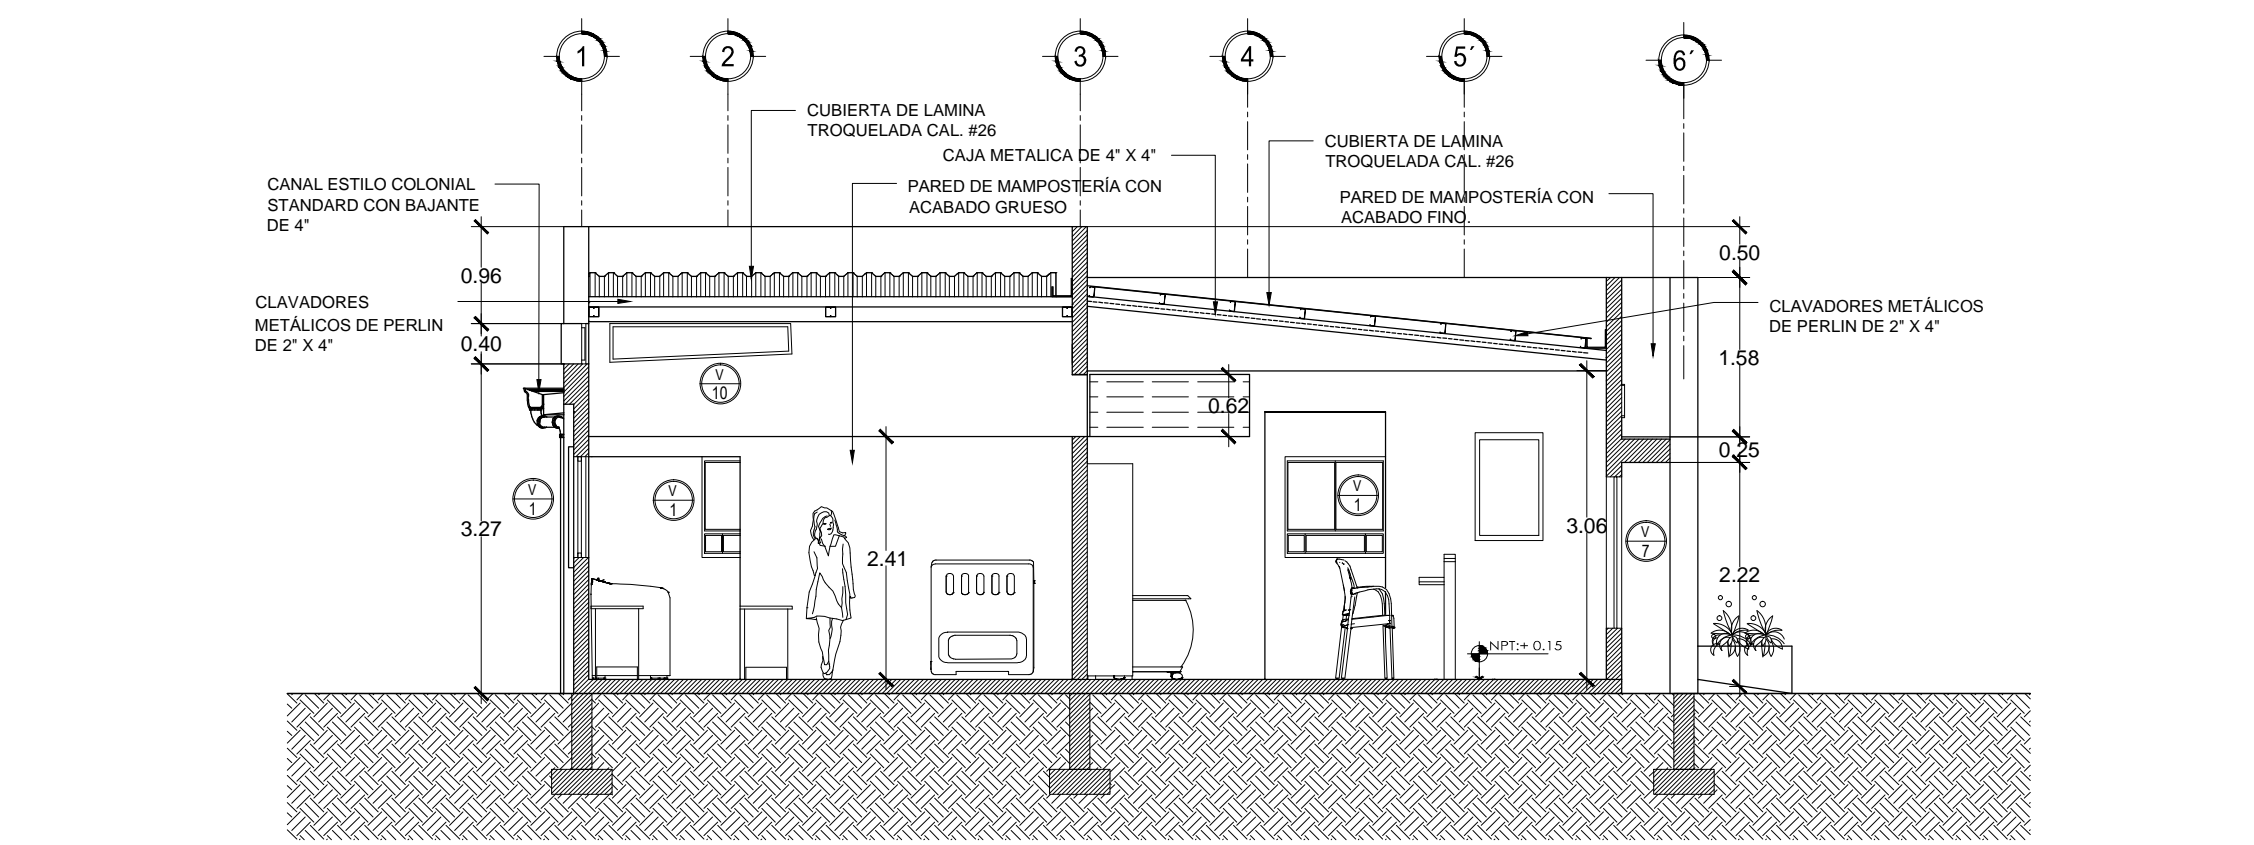 1
2
3
4
5´
6´
CUBIERTA DE LAMINA
TROQUELADA CAL. #26
CUBIERTA DE LAMINA
TROQUELADA CAL. #26
CAJA METALICA DE 4" X 4"
CANAL ESTILO COLONIAL
STANDARD CON BAJANTE
DE 4"
PARED DE MAMPOSTERÍA CON
ACABADO GRUESO
PARED DE MAMPOSTERÍA CON
ACABADO FINO.
0.50
0.96
CLAVADORES
METÁLICOS DE PERLIN
DE 2" X 4"
CLAVADORES METÁLICOS
DE PERLIN DE 2" X 4"
0.40
1.58
V
10
0.62
0.25
V
1
V
1
V
1
3.27
3.06
V
7
2.41
2.22
NPT:+ 0.15